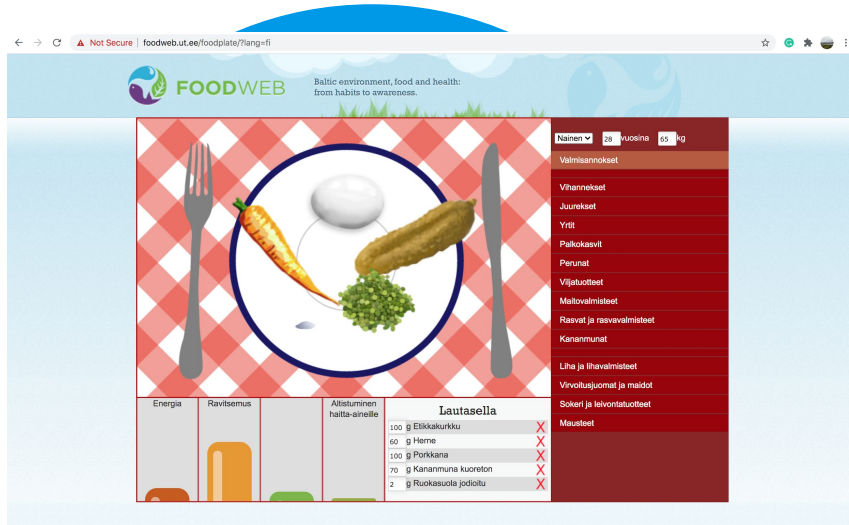 Not Secure foodweb.ut.ee/foodplate/?lang=fi
FOODWEB
Baltic environment, food and health:
from habits to awareness.
Nainen 28 vuosina 65 kg
Valmisannokset
Vihannekset
Juurekset
Yrtit
Palkokasvit
Perunat
Viljatuotteet
Maitovalmisteet
Rasvat ja rasvavalmisteet
Kananmunat
Liha ja lihavalmisteet
Virvoitusjuomat ja maidot
Sokeri ja leivontatuotteet
Mausteet
Energia
Ravitsemus
Altistuminen
haitta-aineille
Lautasella
100 g Etikkakurkku X
60 g Herne X
100 g Porkkana X
70 g Kananmuna kuoreton X
2 g Ruokasuola jodioitu X